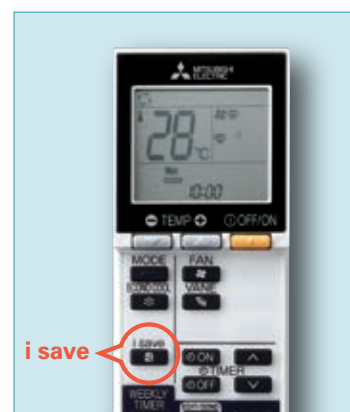 MITSUBISHI
ELECTRIC
28°C
Mon
10:00
TEMP OFF/ON
MODE FAN
ECONO COOL VANE
i save
i save
ON
TIMER
OFF
WEEKLY
TIMER